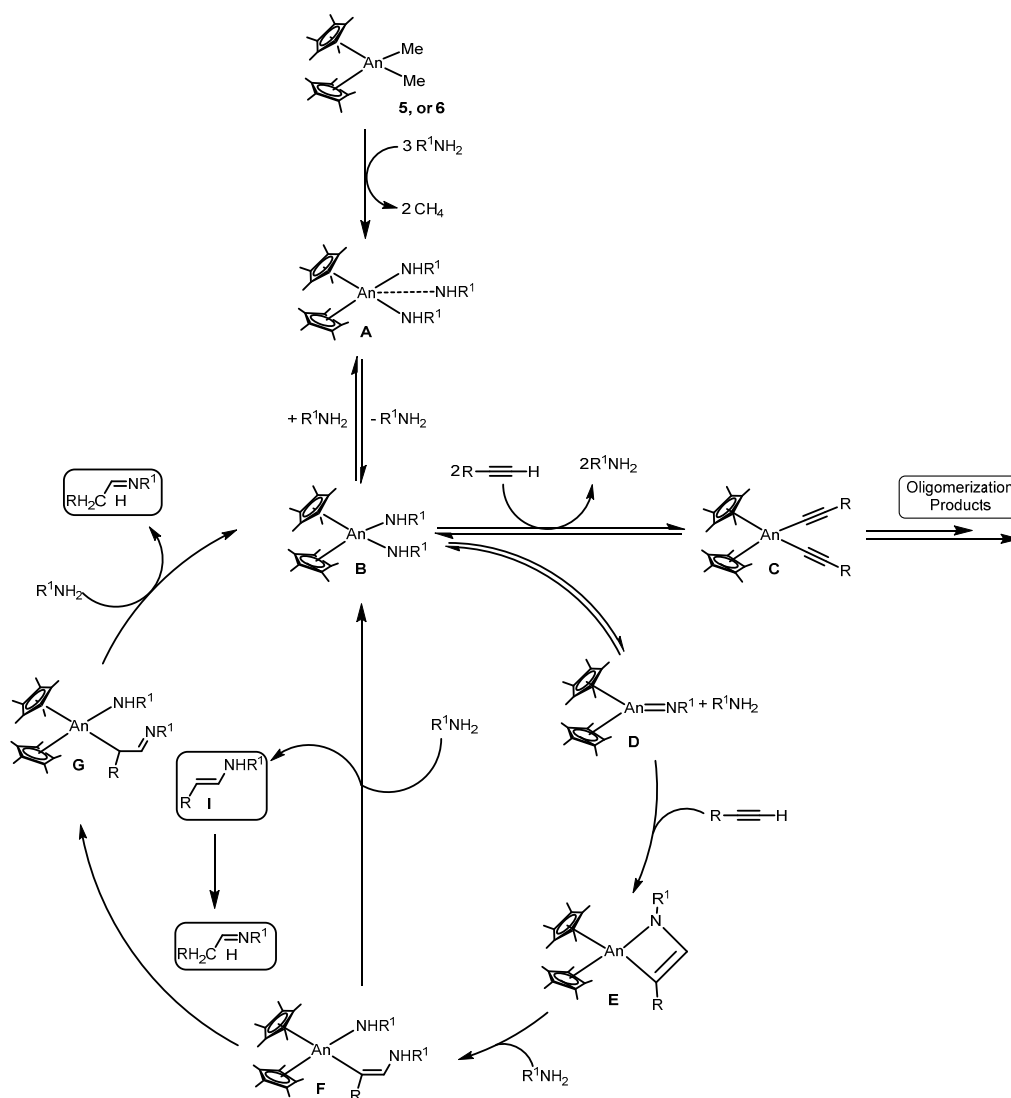 Me
An
Me
5, or 6
3 R¹NH₂
2 CH₄
NHR¹
An
NHR¹
NHR¹
A
+ R¹NH₂
- R¹NH₂
2R
H
2R¹NH₂
Oligomerization
Products
NR¹
RH₂C
H
NHR¹
An
NHR¹
B
R
An
C
R
R¹NH₂
An
NR¹ + R¹NH₂
D
NHR¹
An
NR¹
G
R
R¹NH₂
NHR¹
R
I
R
H
NR¹
RH₂C
H
R¹
N
An
E
R
NHR¹
An
NHR¹
F
R
R¹NH₂